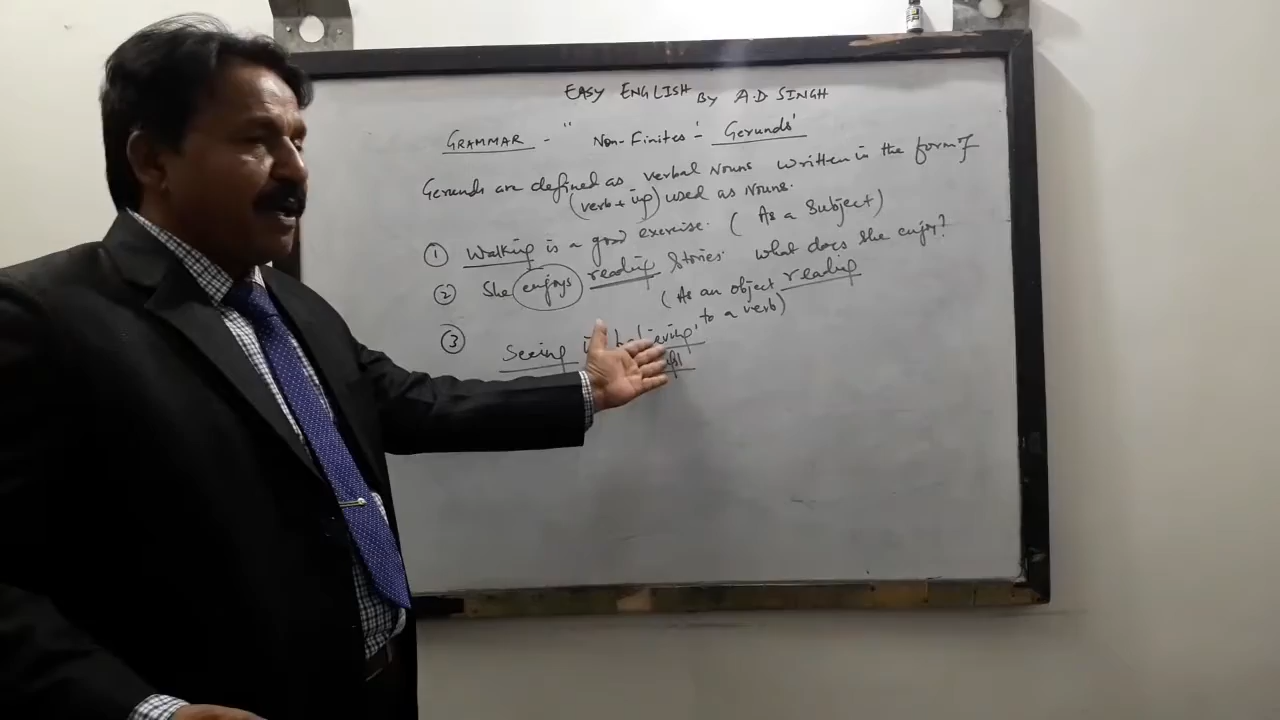 EASY ENGLISH BY A.D SINGH
GRAMMAR - " Non-Finites' - Gerunds'
Gerunds are defined as verbal Nouns written in the form of
(verb + ing) used as Nouns.
① Walking is a good exercise. (As a Subject)
② She enjoys reading stories. What does she enjoy?
(As an object reading
to a verb)
③ Seeing believing'